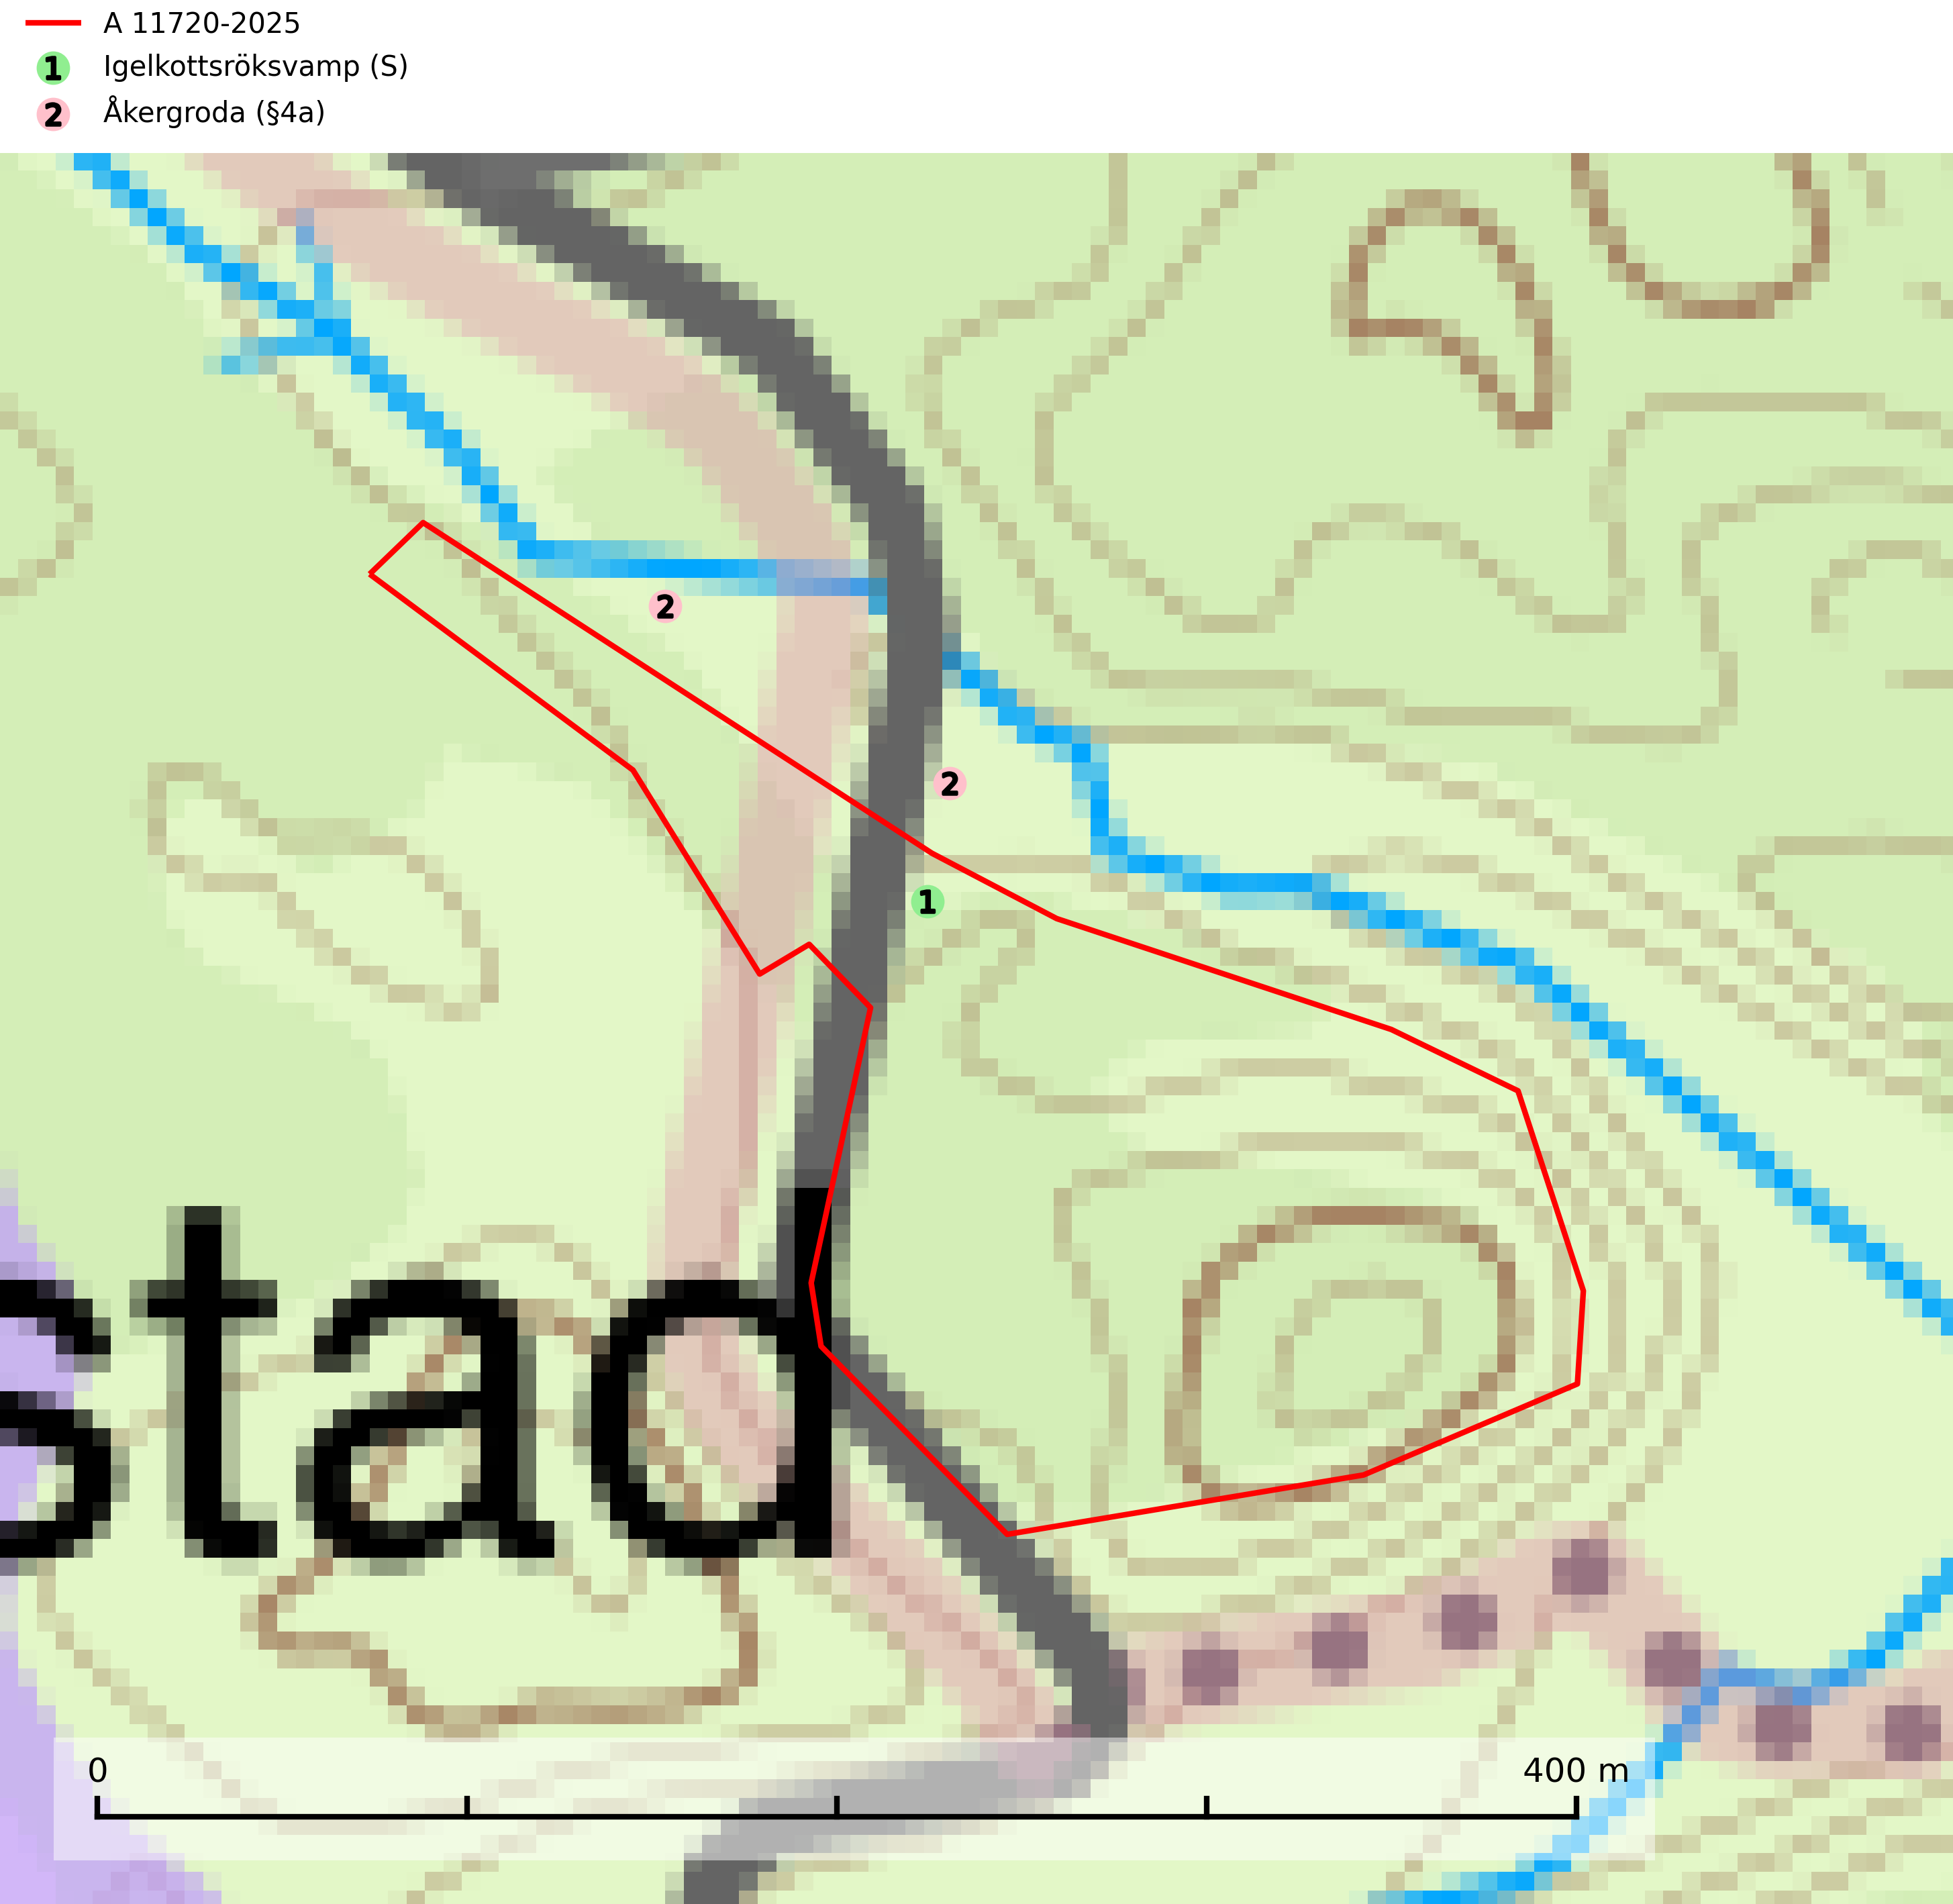 A 11720-2025
1 Igelkottsröksvamp (S)
2 Åkergroda (§4a)
2
2
1
stad
0 400 m